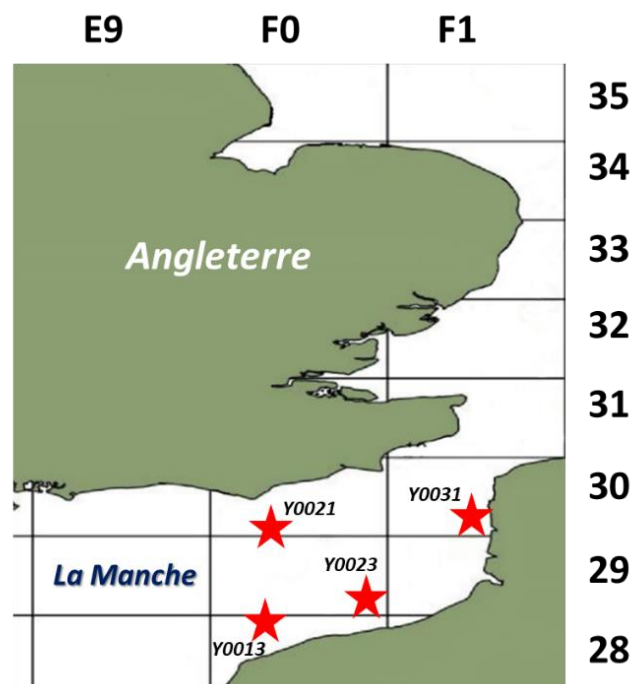 E9 F0 F1
35
34
33
Angleterre
32
31
30
Y0031
Y0021
Y0023
29
La Manche
28
Y0013